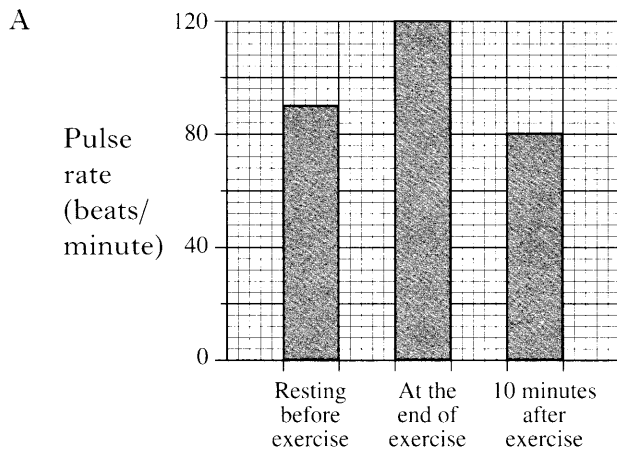 A
120
80
40
0
Pulse
rate
(beats/
minute)
Resting
before
exercise
At the
end of
exercise
10 minutes
after
exercise